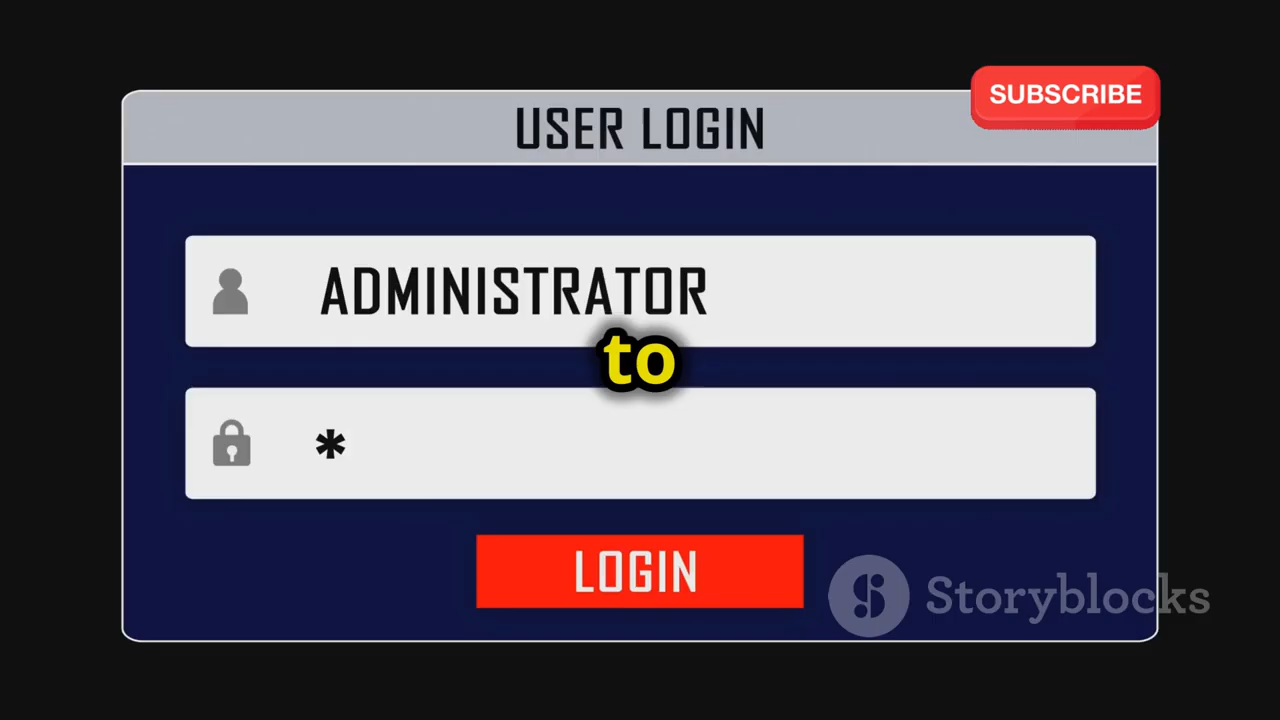 SUBSCRIBE
USER LOGIN
ADMINISTRATOR
to
*
LOGIN
Storyblocks